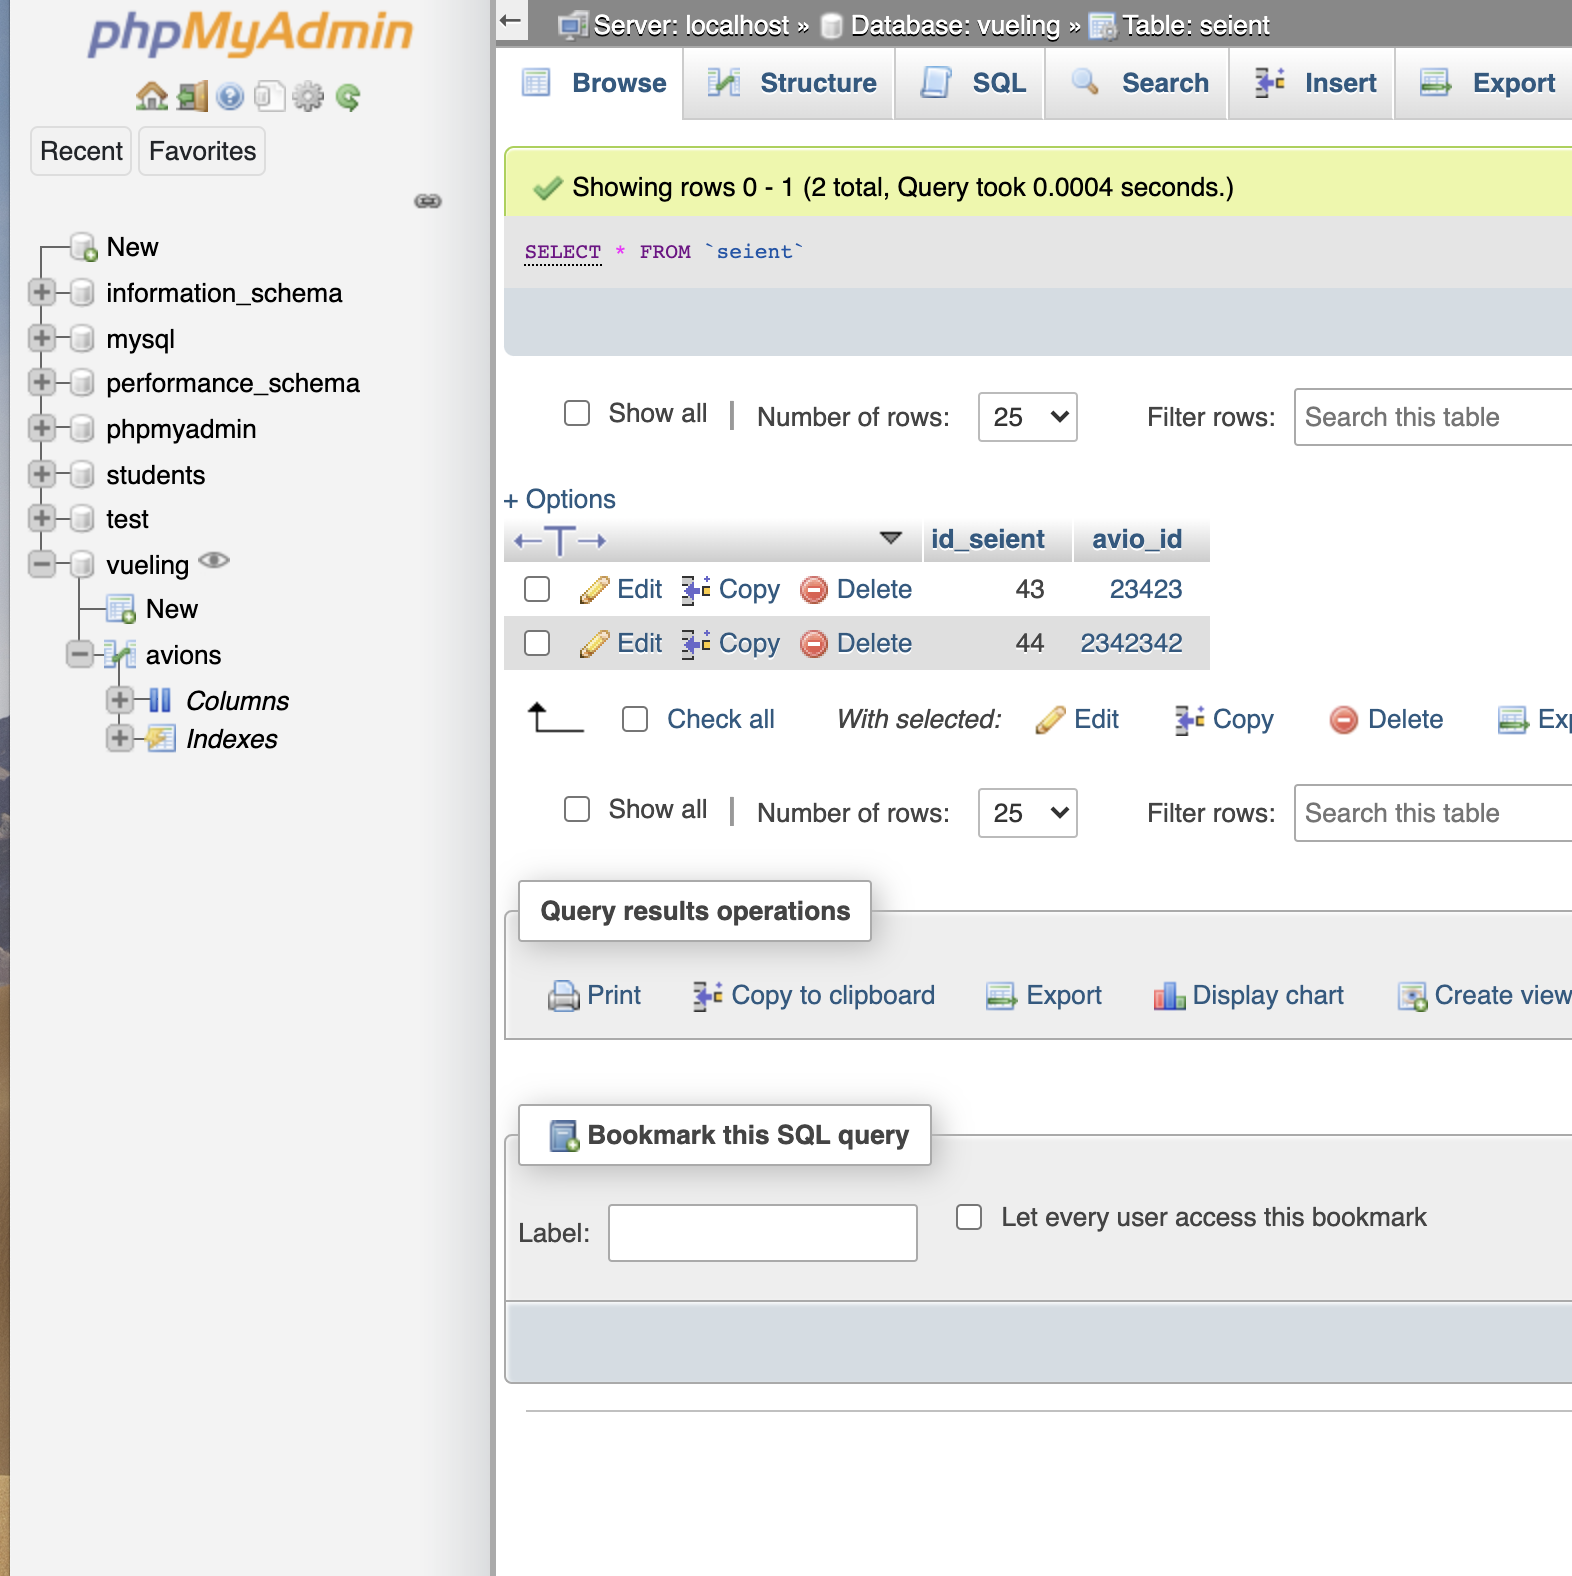 phpMyAdmin
Recent
Favorites
New
information_schema
mysql
performance_schema
phpmyadmin
students
test
vueling
New
avions
Columns
Indexes
Server: localhost » Database: vueling » Table: seient
Browse
Structure
SQL
Search
Insert
Export
Showing rows 0 - 1 (2 total, Query took 0.0004 seconds.)
SELECT * FROM `seient`
Show all | Number of rows: 25 Filter rows: Search this table
+ Options
←T→ id_seient avio_id
Edit Copy Delete 43 23423
Edit Copy Delete 44 2342342
Check all With selected: Edit Copy Delete Exp
Show all | Number of rows: 25 Filter rows: Search this table
Query results operations
Print Copy to clipboard Export Display chart Create view
Bookmark this SQL query
Label: Let every user access this bookmark